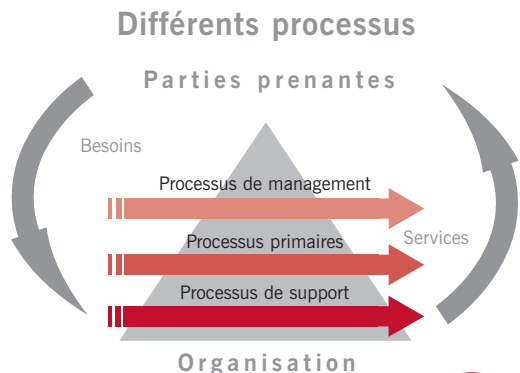 Différents processus
Parties prenantes
Besoins
Processus de management
Processus primaires
Services
Processus de support
Organisation